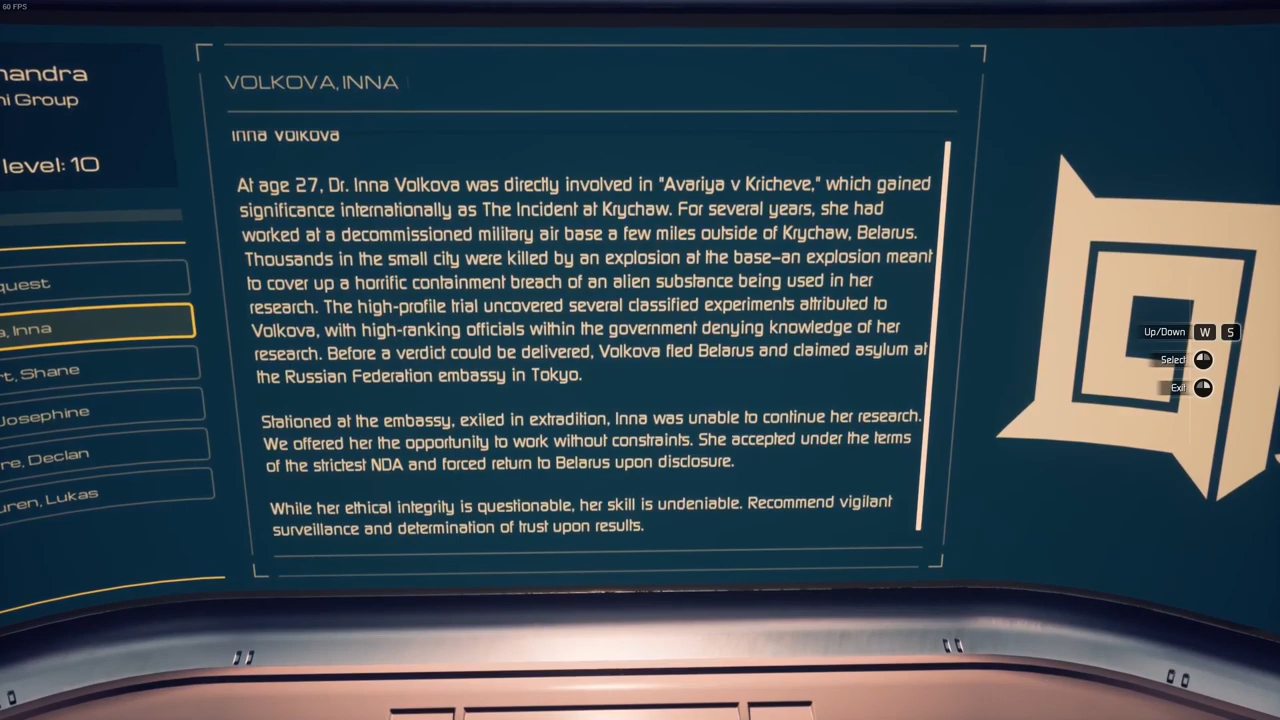 60 FPS
handra
ni Group
level: 10
quest
a, Inna
rt, Shane
Josephine
re, Declan
uren, Lukas
VOLKOVA, INNA
Inna Volkova
At age 27, Dr. Inna Volkova was directly involved in "Avariya v Kricheve," which gained
significance internationally as The Incident at Krychaw. For several years, she had
worked at a decommissioned military air base a few miles outside of Krychaw, Belarus.
Thousands in the small city were killed by an explosion at the base–an explosion meant
to cover up a horrific containment breach of an alien substance being used in her
research. The high-profile trial uncovered several classified experiments attributed to
Volkova, with high-ranking officials within the government denying knowledge of her
research. Before a verdict could be delivered, Volkova fled Belarus and claimed asylum at
the Russian Federation embassy in Tokyo.
Stationed at the embassy, exiled in extradition, Inna was unable to continue her research.
We offered her the opportunity to work without constraints. She accepted under the terms
of the strictest NDA and forced return to Belarus upon disclosure.
While her ethical integrity is questionable, her skill is undeniable. Recommend vigilant
surveillance and determination of trust upon results.
Up/Down W S
Select
Exit